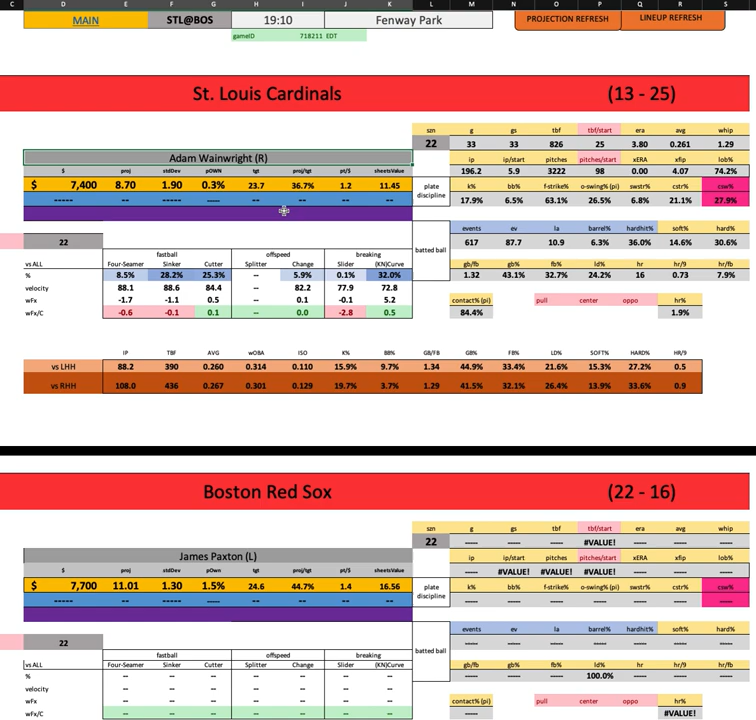 C D E F G H I J K L M N O P Q R S
MAIN STL@BOS 19:10 Fenway Park PROJECTION REFRESH LINEUP REFRESH
gameID 718211 EDT
St. Louis Cardinals (13 - 25)
szn g gs tbf tbf/start era avg whip
22 33 33 826 25 3.80 0.261 1.29
Adam Wainwright (R) ip ip/start pitches pitches/start xERA xfip lob%
$ proj stdDev pOWN tgt proj/tgt pt/$ sheetsValue 196.2 5.9 3222 98 0.00 4.07 74.2%
$ 7,400 8.70 1.90 0.3% 23.7 36.7% 1.2 11.45 plate discipline k% bb% f-strike% o-swing% (pi) swstr% cstr% csw%
----- -- -- ---- -- -- -- -- 17.9% 6.5% 63.1% 26.5% 6.8% 21.1% 27.9%
events ev la barrel% hardhit% soft% hard%
22 batted ball 617 87.7 10.9 6.3% 36.0% 14.6% 30.6%
fastball offspeed breaking
vs ALL Four-Seamer Sinker Cutter Splitter Change Slider (KN)Curve gb/fb gb% fb% ld% hr hr/9 hr/fb
% 8.5% 28.2% 25.3% -- 5.9% 0.1% 32.0% 1.32 43.1% 32.7% 24.2% 16 0.73 7.9%
velocity 88.1 88.6 84.4 -- 82.2 77.9 72.8
wFx -1.7 -1.1 0.5 -- 0.1 -0.1 5.2 contact% (pi) pull center oppo hr%
wFx/C -0.6 -0.1 0.1 -- 0.0 -2.8 0.5 84.4% 1.9%
IP TBF AVG wOBA ISO K% BB% GB/FB GB% FB% LD% SOFT% HARD% HR/9
vs LHH 88.2 390 0.260 0.314 0.110 15.9% 9.7% 1.34 44.9% 33.4% 21.6% 15.3% 27.2% 0.5
vs RHH 108.0 436 0.267 0.301 0.129 19.7% 3.7% 1.29 41.5% 32.1% 26.4% 13.9% 33.6% 0.9
Boston Red Sox (22 - 16)
szn g gs tbf tbf/start era avg whip
22 ----- ----- ----- #VALUE! ----- ----- -----
James Paxton (L) ip ip/start pitches pitches/start xERA xfip lob%
$ proj stdDev pOWN tgt proj/tgt pt/$ sheetsValue ----- #VALUE! #VALUE! #VALUE! ----- ----- -----
$ 7,700 11.01 1.30 1.5% 24.6 44.7% 1.4 16.56 plate discipline k% bb% f-strike% o-swing% (pi) swstr% cstr% csw%
----- -- -- ---- -- -- -- -- ----- ----- ----- ----- ----- ----- -----
events ev la barrel% hardhit% soft% hard%
22 batted ball ----- ----- ----- ----- ----- ----- -----
fastball offspeed breaking
vs ALL Four-Seamer Sinker Cutter Splitter Change Slider (KN)Curve gb/fb gb% fb% ld% hr hr/9 hr/fb
% -- -- -- -- -- -- -- ----- ----- ----- 100.0% ----- ----- -----
velocity -- -- -- -- -- -- --
wFx -- -- -- -- -- -- -- contact% (pi) pull center oppo hr%
wFx/C -- -- -- -- -- -- -- ----- #VALUE!